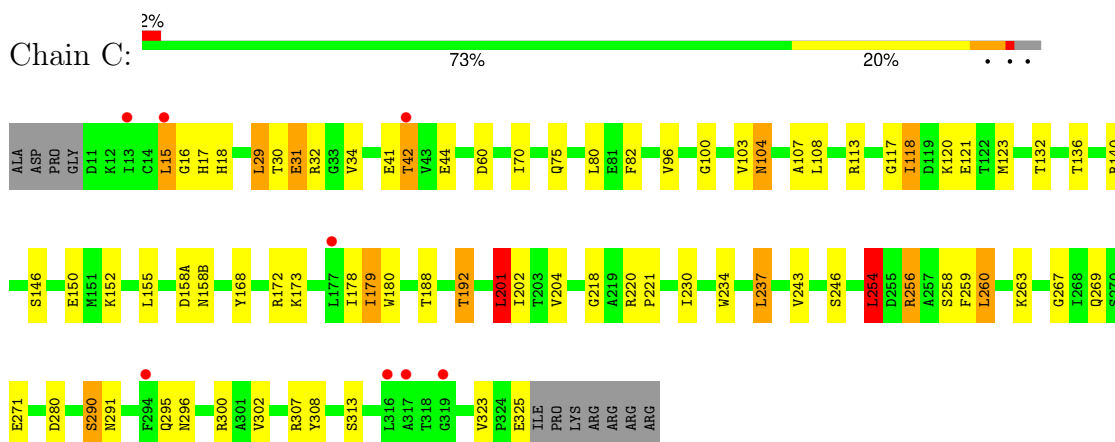 2%
Chain C:
73% 20% • • •
ALA ASP PRO GLY D11 K12 I13 C14 L15 G16 H17 H18 L29 T30 E31 R32 G33 V34 E41 T42 V43 E44 D60 I70 Q75 L80 E81 F82 V96 G100 V103 N104 A107 L108 R113 G117 I118 D119 K120 E121 T122 M123 T132 T136 R140
S146 E150 M151 K152 L155 D158A N158B Y168 R172 K173 L177 I178 I179 W180 T188 T192 L201 I202 T203 V204 G218 A219 R220 P221 I230 W234 L237 V243 S246 L254 D255 R256 A257 S258 F259 L260 K263 G267 I268 Q269 S270
E271 D280 S290 N291 F294 Q295 N296 R300 A301 V302 R307 Y308 S313 L316 A317 T318 G319 V323 P324 E325 ILE PRO LYS ARG ARG ARG ARG